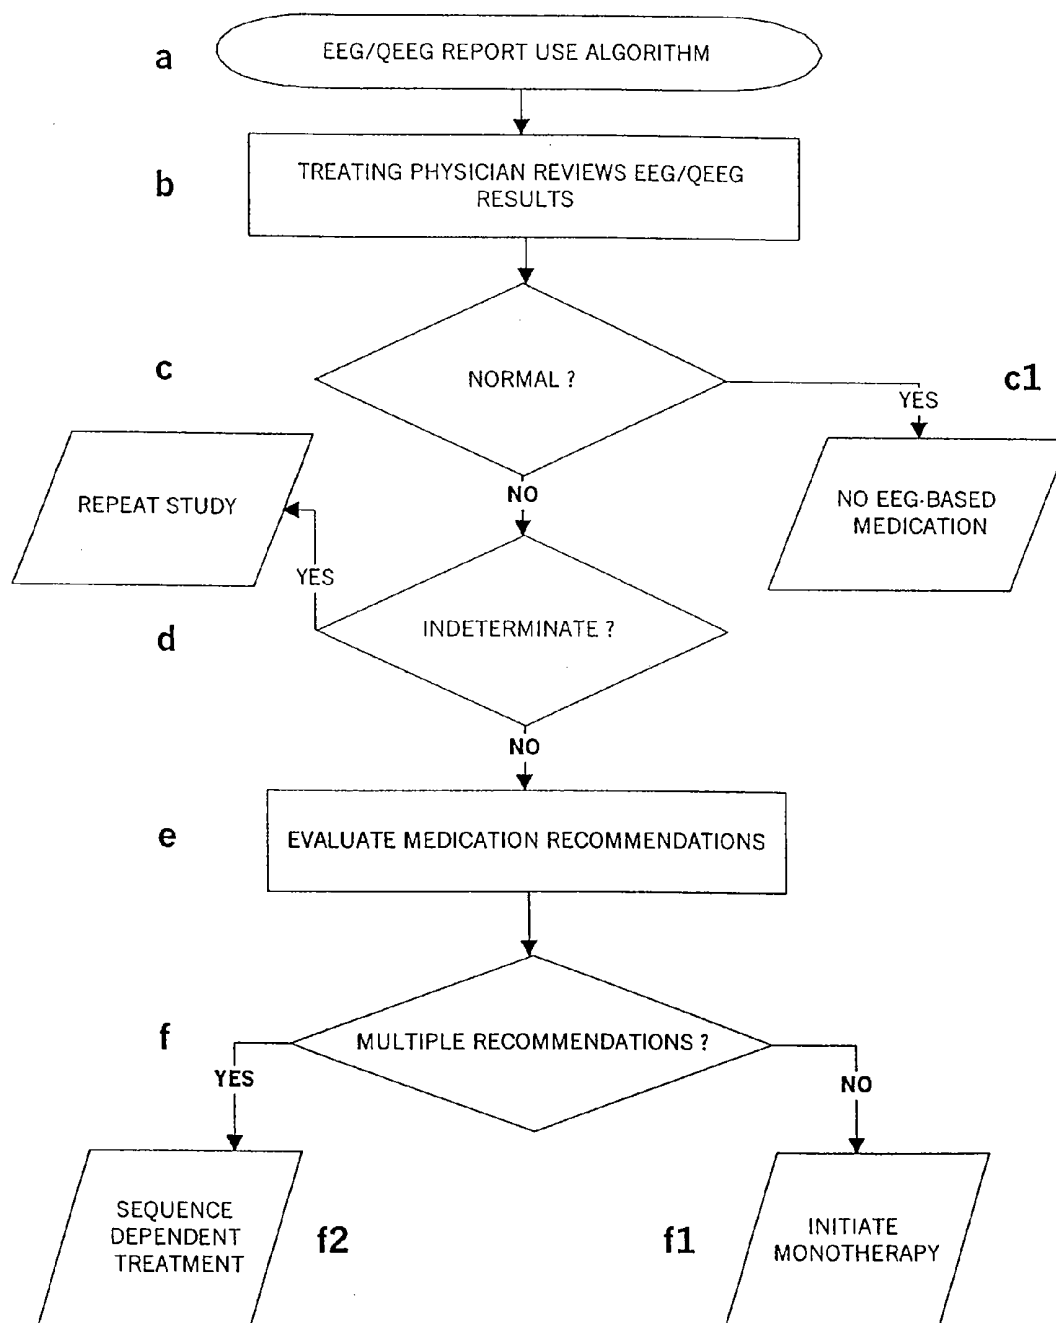 a
EEG/QEEG REPORT USE ALGORITHM
b
TREATING PHYSICIAN REVIEWS EEG/QEEG
RESULTS
c
NORMAL ?
c1
YES
NO
REPEAT STUDY
NO EEG-BASED
MEDICATION
YES
d
INDETERMINATE ?
NO
e
EVALUATE MEDICATION RECOMMENDATIONS
f
MULTIPLE RECOMMENDATIONS ?
YES
NO
SEQUENCE
DEPENDENT
TREATMENT
f2
f1
INITIATE
MONOTHERAPY